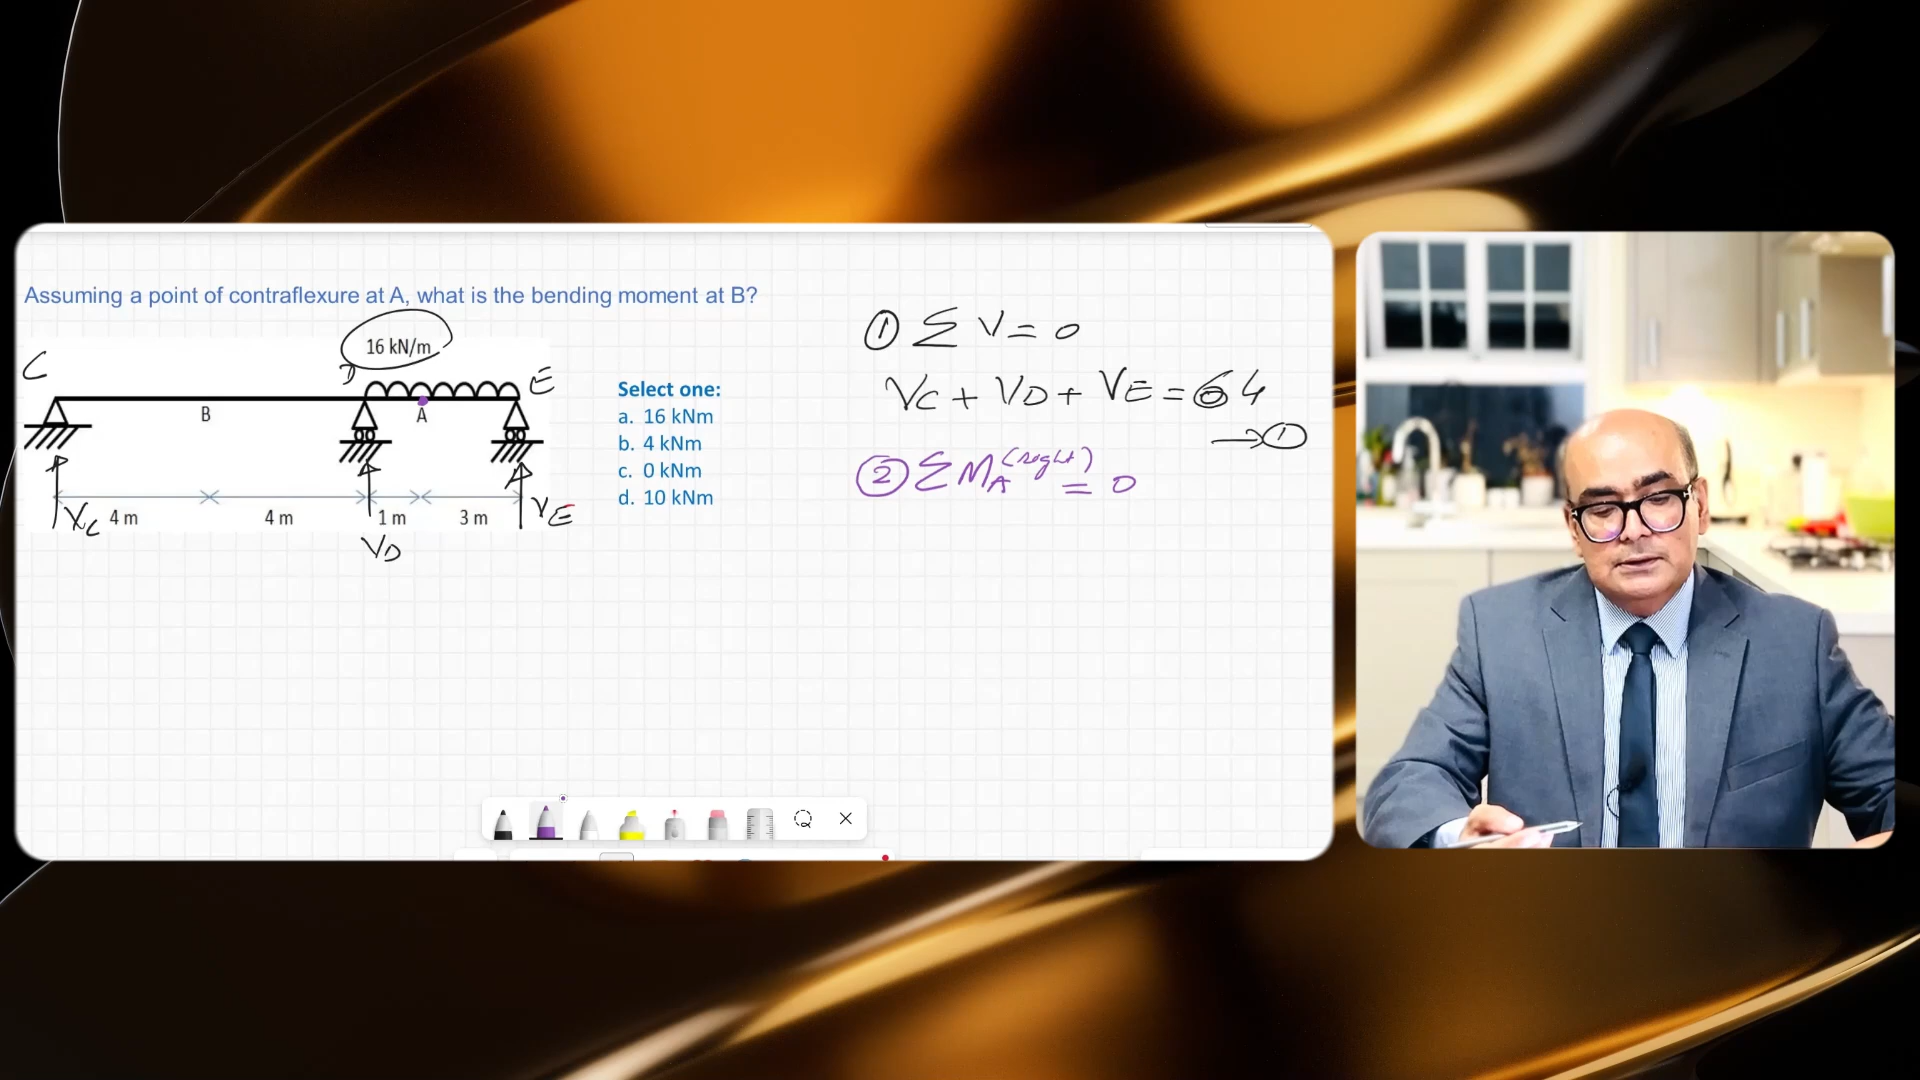 Assuming a point of contraflexure at A, what is the bending moment at B?
16 kN/m
C
D
E
B
A
Select one:
a. 16 kNm
b. 4 kNm
c. 0 kNm
d. 10 kNm
4 m
4 m
1 m
3 m
VC
VD
VE
① Σ V = 0
VC + VD + VE = 64
→ ①
② Σ M_A (right) = 0